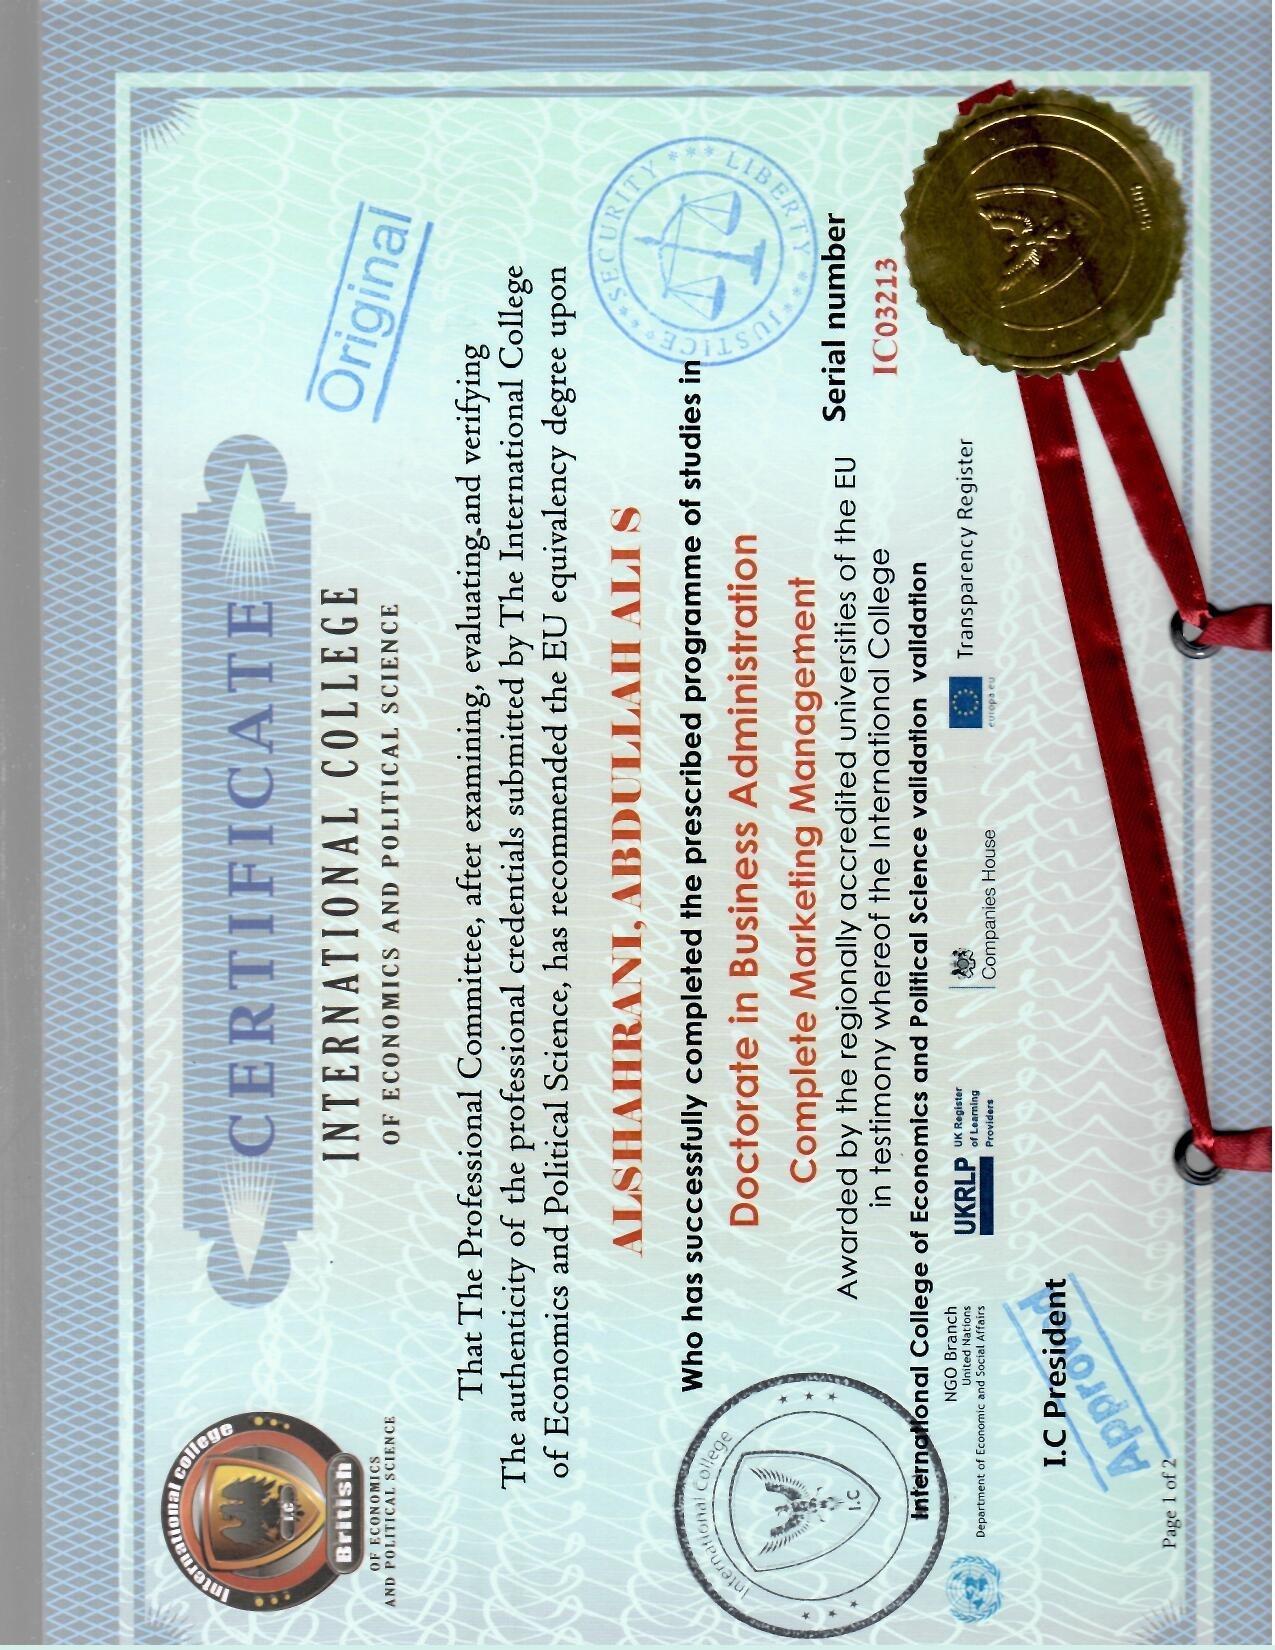 International college
I.C
British
OF ECONOMICS
AND POLITICAL SCIENCE
CERTIFICATE
INTERNATIONAL COLLEGE
OF ECONOMICS AND POLITICAL SCIENCE
Original
That The Professional Committee, after examining, evaluating and verifying
The authenticity of the professional credentials submitted by The International College
of Economics and Political Science, has recommended the EU equivalency degree upon
ALSHAHRANI, ABDULLAH ALI S
Who has successfully completed the prescribed programme of studies in
Doctorate in Business Administration
Complete Marketing Management
Awarded by the regionally accredited universities of the EU
in testimony whereof the International College
International College of Economics and Political Science validation validation
JUSTICE *** SECURITY *** LIBERTY ***
Serial number
IC03213
International College
I.C
NGO Branch
United Nations
Department of Economic and Social Affairs
UKRLP
UK Register
of Learning
Providers
Companies House
europa eu
Transparency Register
I.C President
Approved
Page 1 of 2